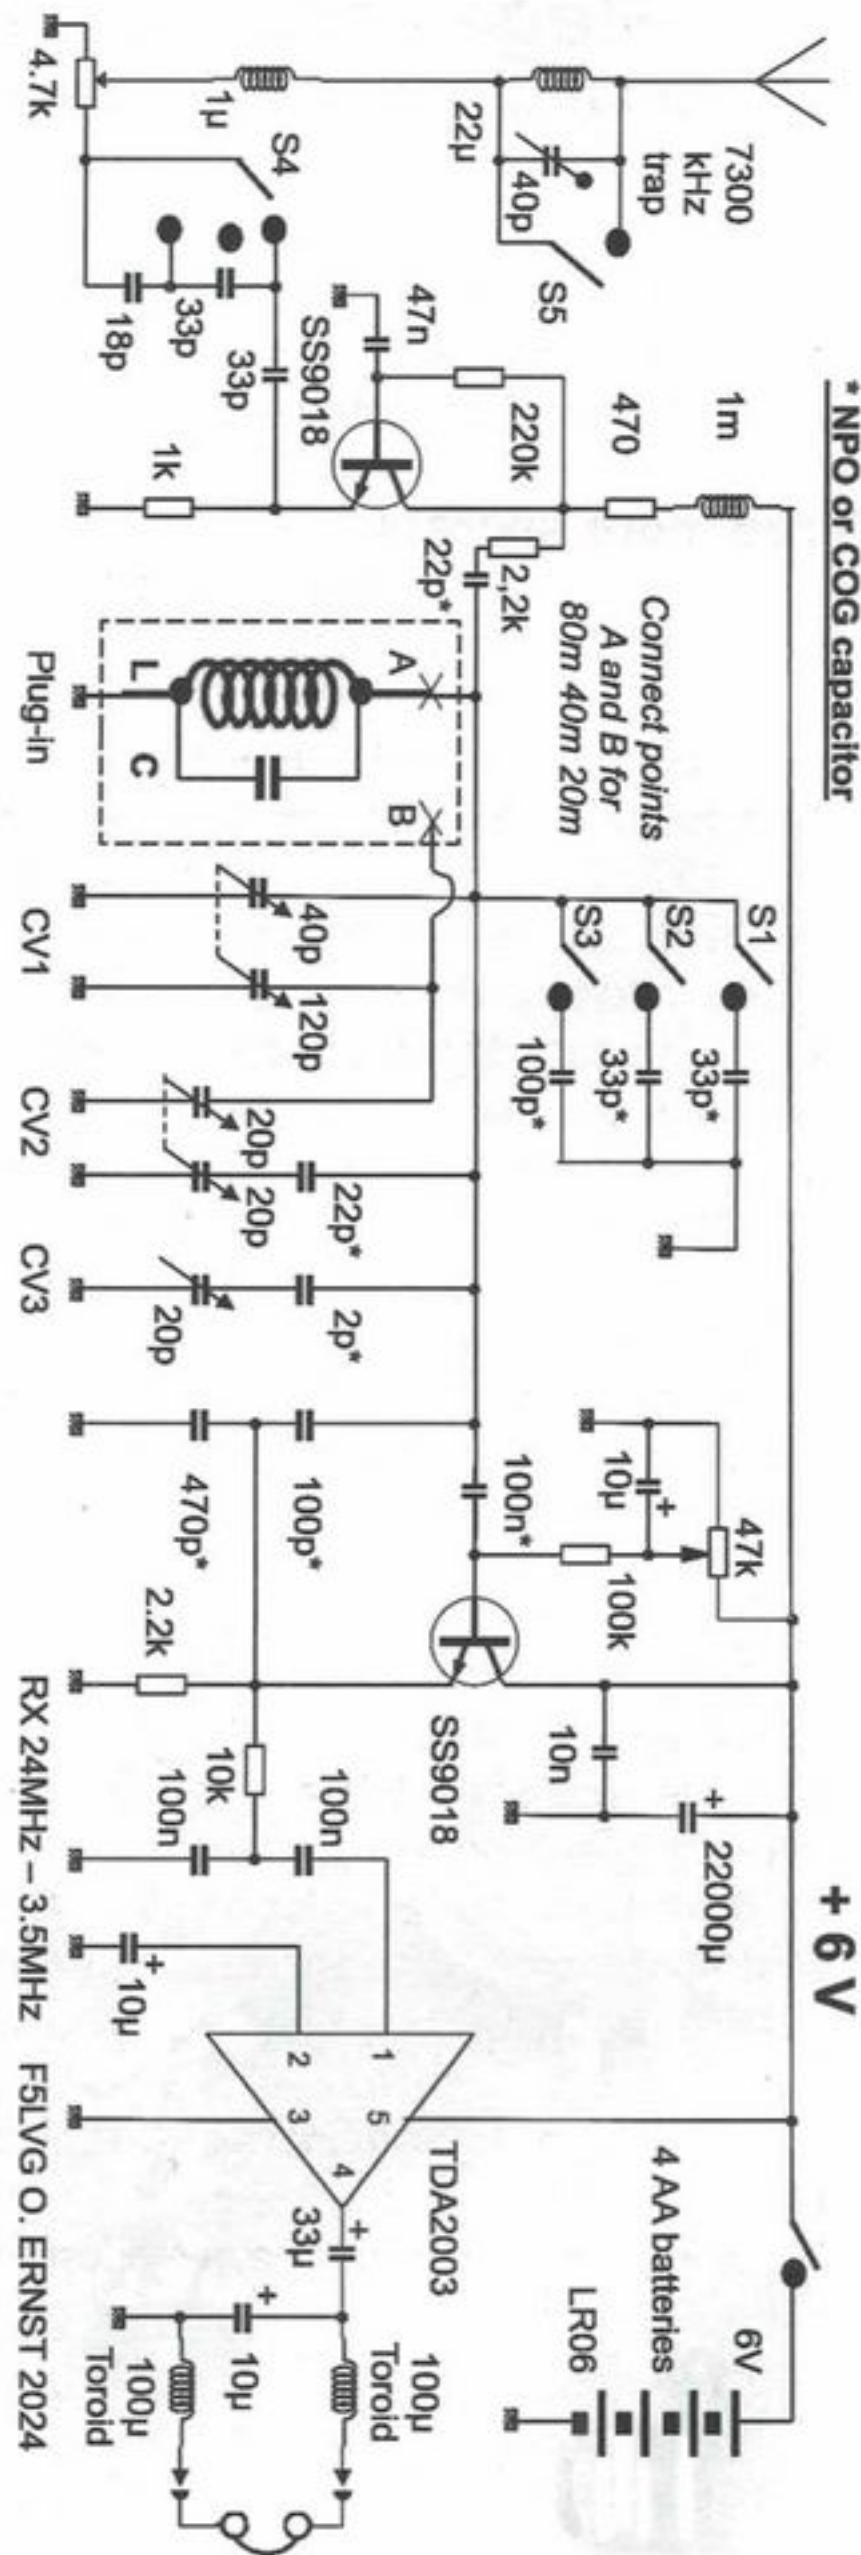 * NPO or COG capacitor
+ 6 V
7300
kHz
trap
22µ
40p
S5
1µ
4.7k
S4
18p
33p
33p
47n
SS9018
1k
220k
470
1m
2,2k
22p*
Connect points
A and B for
80m 40m 20m
A
B
L
C
Plug-in
S1
S2
S3
33p*
33p*
100p*
40p
120p
CV1
20p
20p
CV2
22p*
CV3
20p
2p*
470p*
100p*
100n*
10µ
+
47k
100k
SS9018
2.2k
10n
+
22000µ
10k
100n
100n
+
10µ
1
2
3
4
5
TDA2003
+
33µ
+
10µ
100µ
Toroid
100µ
Toroid
4 AA batteries
LR06
6V
RX 24MHz – 3.5MHz F5LVG O. ERNST 2024